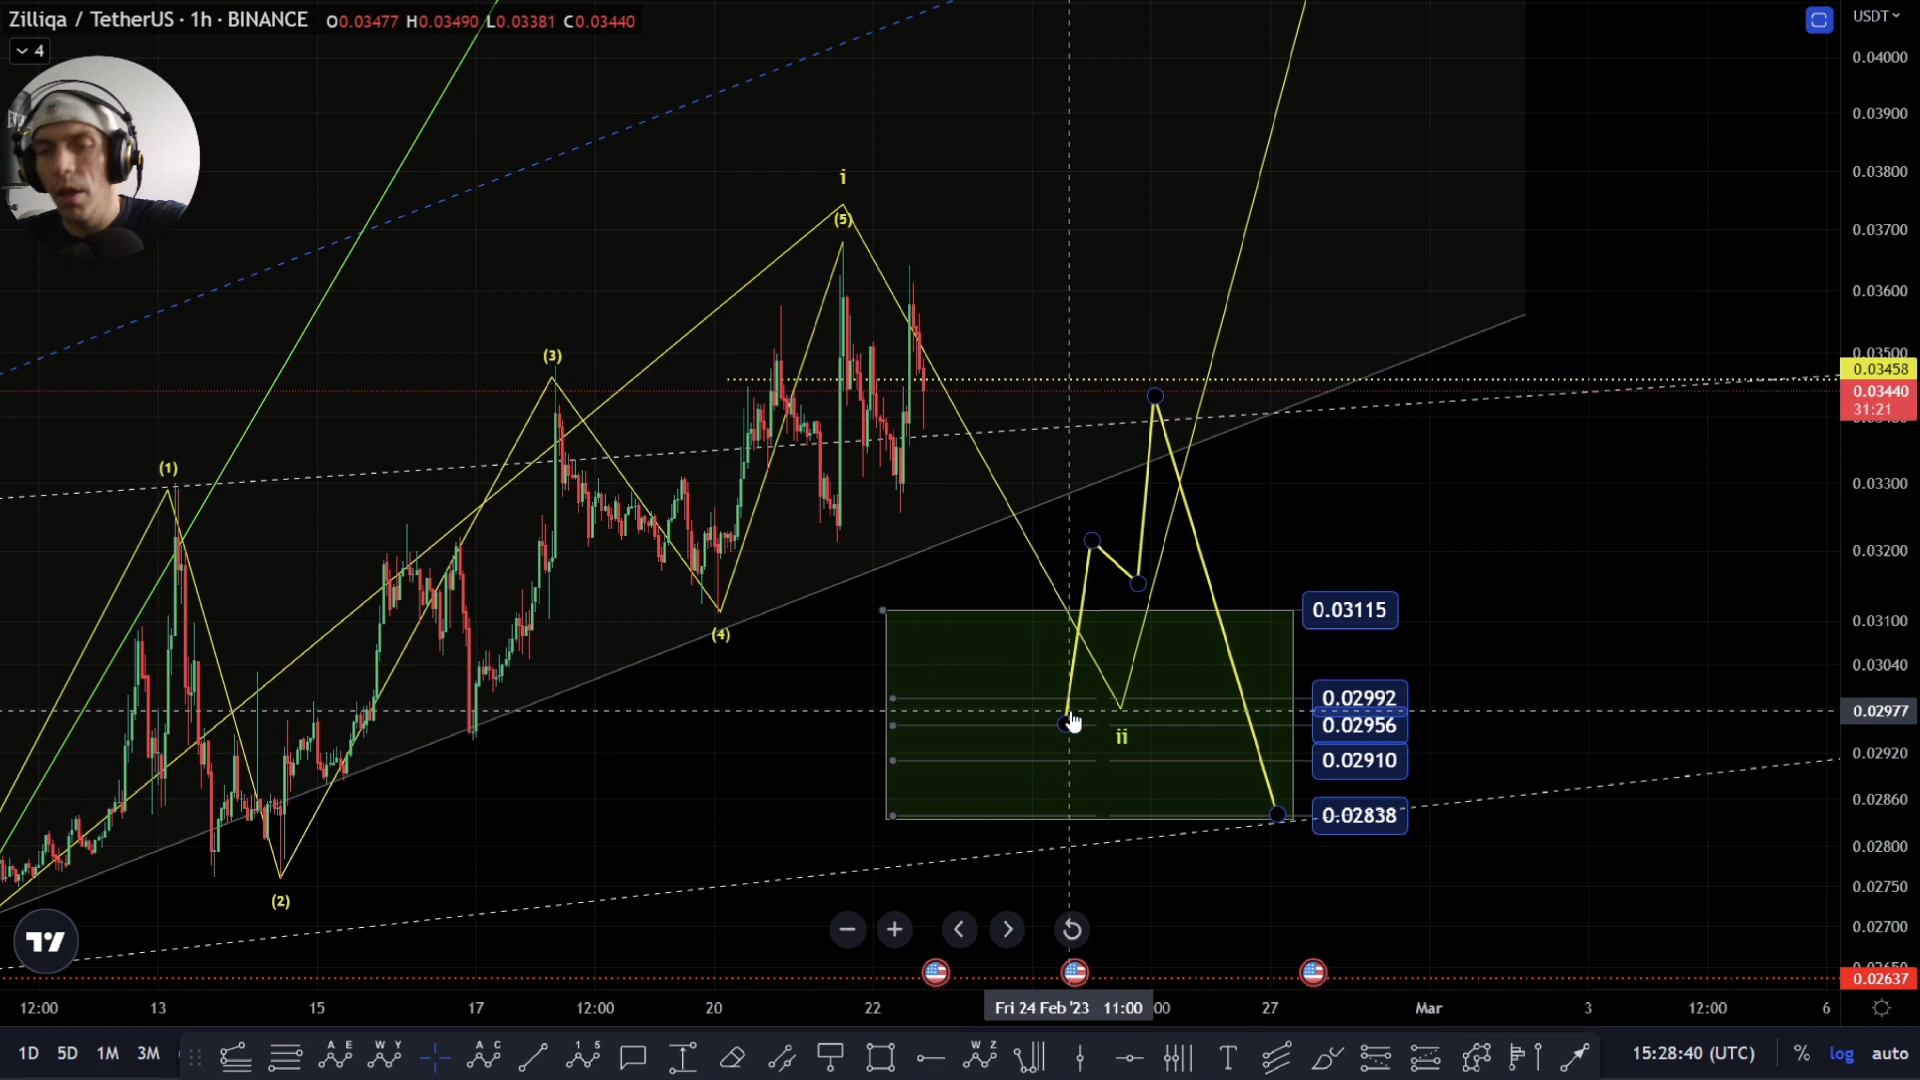 Zilliqa / TetherUS · 1h · BINANCE O0.03477 H0.03490 L0.03381 C0.03440
USDT
4
0.04000
0.03900
0.03800
0.03700
0.03600
0.03500
0.03458
0.03440
31:21
0.03300
0.03200
0.03100
0.03040
0.02977
0.02920
0.02860
0.02800
0.02750
0.02700
0.02637
i
(5)
(3)
(1)
(4)
(2)
ii
0.03115
0.02992
0.02956
0.02910
0.02838
12:00 13 15 17 12:00 20 22 Fri 24 Feb '23 11:00 :00 27 Mar 3 12:00 6
1D 5D 1M 3M
A E
W Y
A C
1 5
W Z
T
15:28:40 (UTC) % log auto